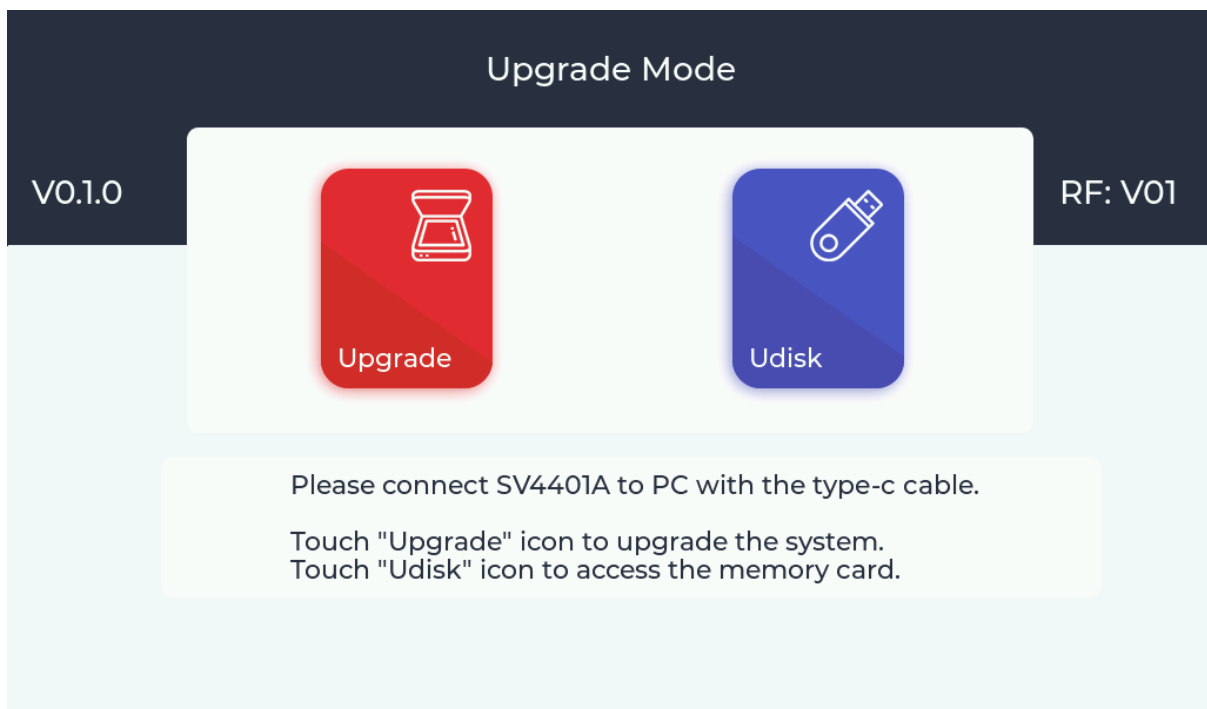 Upgrade Mode
V0.1.0
RF: V01
Upgrade
Udisk
Please connect SV4401A to PC with the type-c cable.
Touch "Upgrade" icon to upgrade the system.
Touch "Udisk" icon to access the memory card.